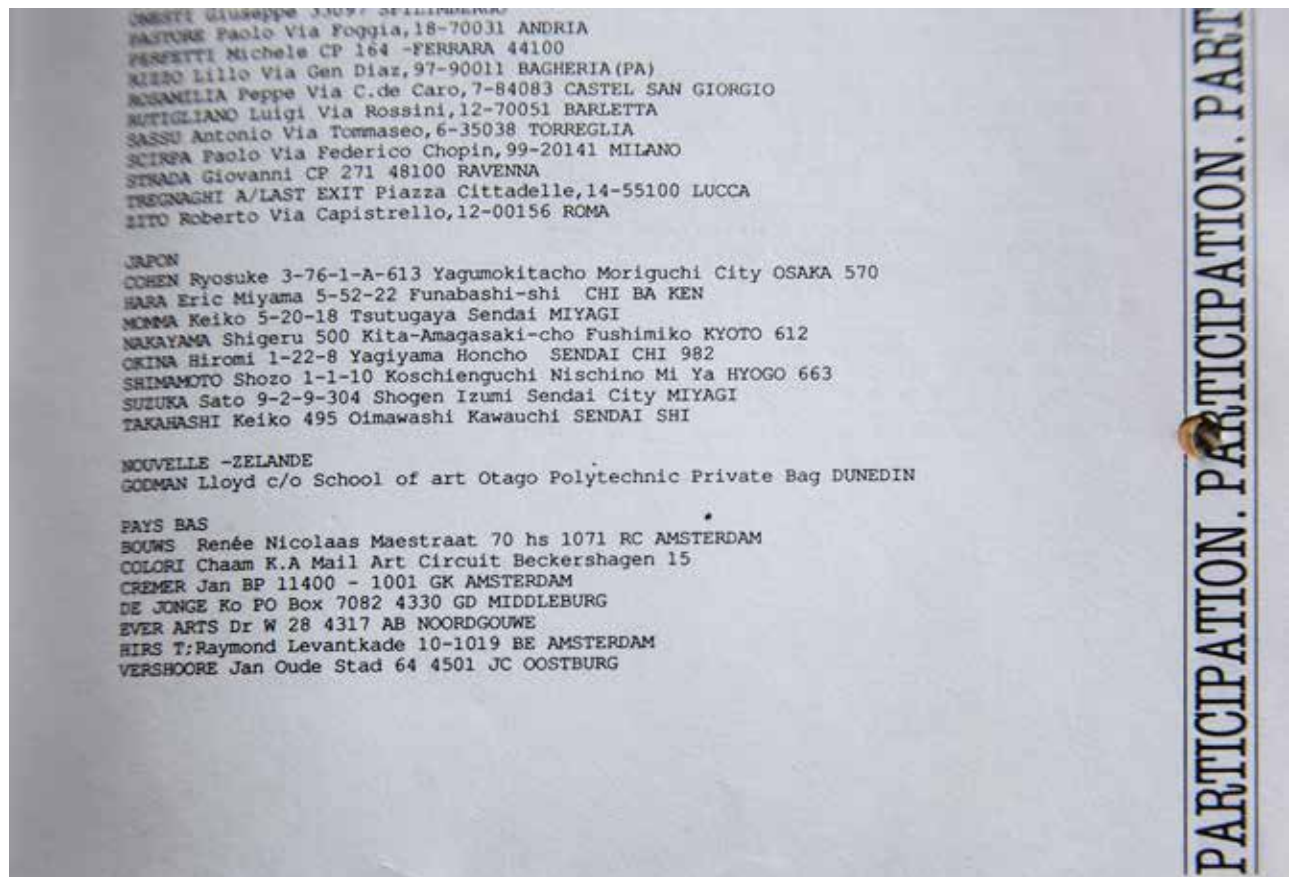 ONESTI Giuseppe 33097 SPILIMBERGO
PASTORE Paolo Via Foggia,18-70031 ANDRIA
PERFETTI Michele CP 164 -FERRARA 44100
RIZZO Lillo Via Gen Diaz,97-90011 BAGHERIA(PA)
ROSAMILIA Peppe Via C.de Caro,7-84083 CASTEL SAN GIORGIO
RUTIGLIANO Luigi Via Rossini,12-70051 BARLETTA
SASSU Antonio Via Tommaseo,6-35038 TORREGLIA
SCIRPA Paolo Via Federico Chopin,99-20141 MILANO
STRADA Giovanni CP 271 48100 RAVENNA
TREGNAGHI A/LAST EXIT Piazza Cittadelle,14-55100 LUCCA
ZITO Roberto Via Capistrello,12-00156 ROMA
JAPON
COHEN Ryosuke 3-76-1-A-613 Yagumokitacho Moriguchi City OSAKA 570
HARA Eric Miyama 5-52-22 Funabashi-shi CHI BA KEN
MOMMA Keiko 5-20-18 Tsutugaya Sendai MIYAGI
NAKAYAMA Shigeru 500 Kita-Amagasaki-cho Fushimiko KYOTO 612
OKINA Hiromi 1-22-8 Yagiyama Honcho SENDAI CHI 982
SHIMAMOTO Shozo 1-1-10 Koschienguchi Nischino Mi Ya HYOGO 663
SUZUKA Sato 9-2-9-304 Shogen Izumi Sendai City MIYAGI
TAKAHASHI Keiko 495 Oimawashi Kawauchi SENDAI SHI
NOUVELLE -ZELANDE
GODMAN Lloyd c/o School of art Otago Polytechnic Private Bag DUNEDIN
PAYS BAS
BOUWS Renée Nicolaas Maestraat 70 hs 1071 RC AMSTERDAM
COLORI Chaam K.A Mail Art Circuit Beckershagen 15
CREMER Jan BP 11400 - 1001 GK AMSTERDAM
DE JONGE Ko PO Box 7082 4330 GD MIDDLEBURG
EVER ARTS Dr W 28 4317 AB NOORDGOUWE
HIRS T;Raymond Levantkade 10-1019 BE AMSTERDAM
VERSHOORE Jan Oude Stad 64 4501 JC OOSTBURG
PARTICIPATION. PARTICIPATION. PART